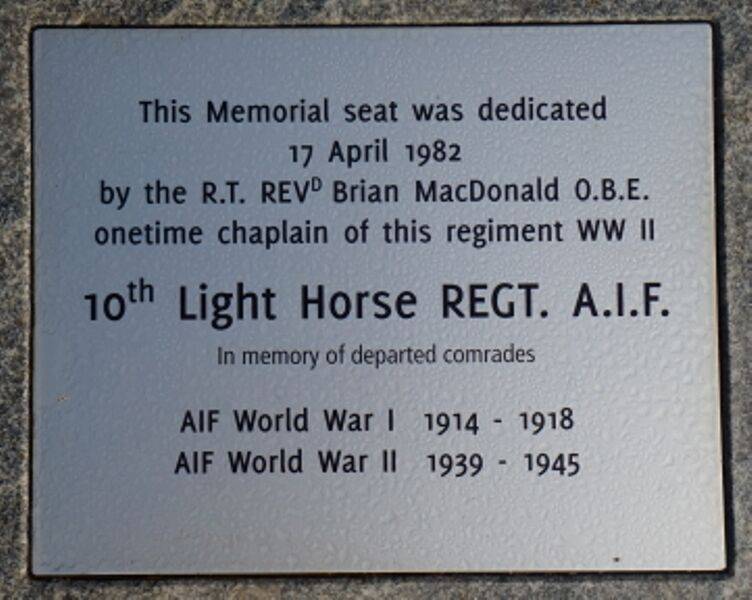 This Memorial seat was dedicated
17 April 1982
by the R.T. REVᴰ Brian MacDonald O.B.E.
onetime chaplain of this regiment WW II
10th Light Horse REGT. A.I.F.
In memory of departed comrades
AIF World War I 1914 - 1918
AIF World War II 1939 - 1945